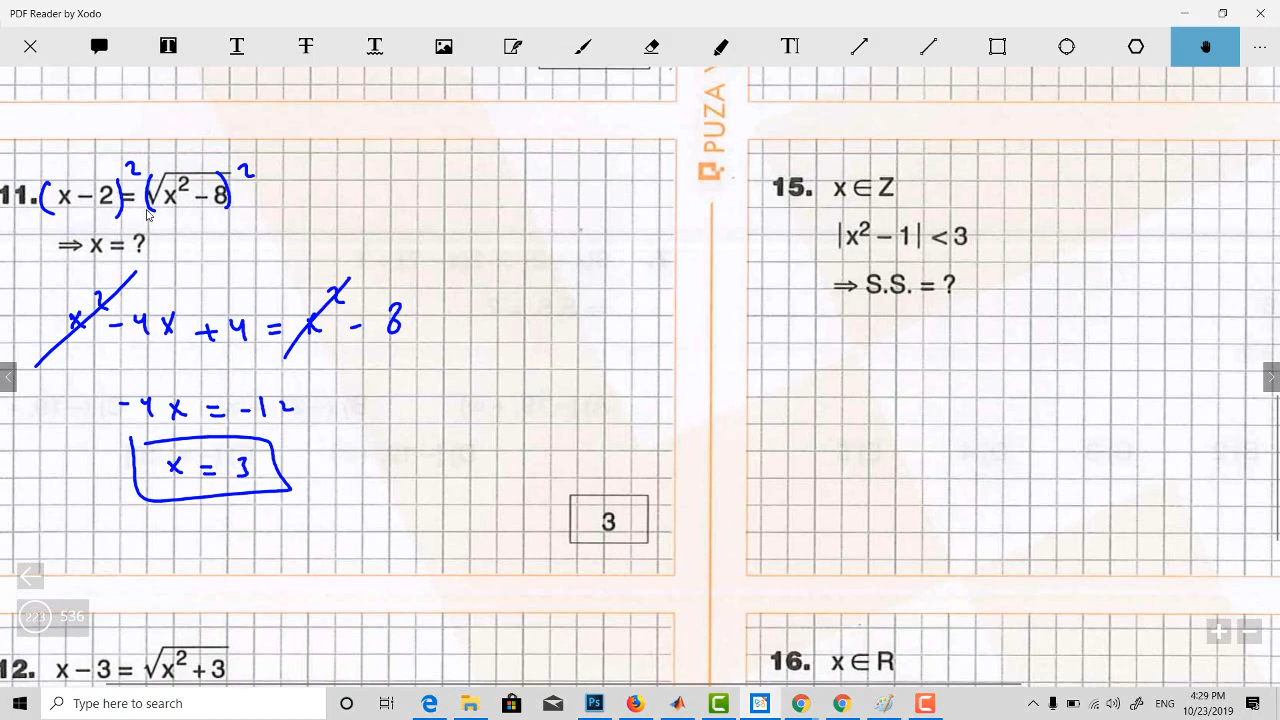 PDF Reader by Xodo
PUZA
11. (x − 2)² = (√x² − 8)²
⇒ x = ?
x² − 4x + 4 = x² − 8
-4x = -12
x = 3
3
12. x − 3 = √x² + 3
15. x ∈ Z
|x² − 1| < 3
⇒ S.S. = ?
16. x ∈ R
223 536
Type here to search
ENG
4:29 PM
10/23/2019